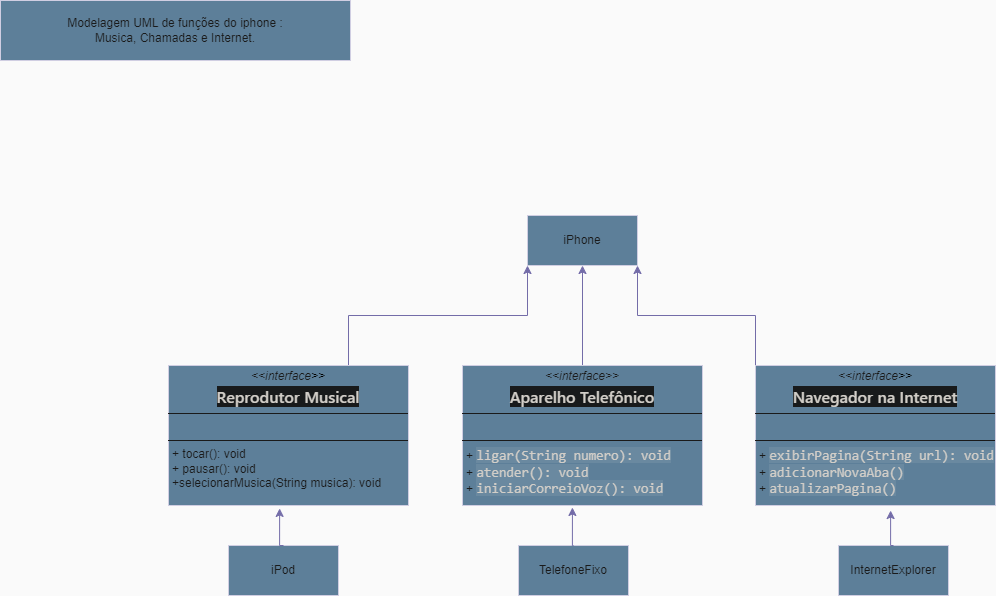 Modelagem UML de funções do iphone :
Musica, Chamadas e Internet.
iPhone
<<interface>>
Reprodutor Musical
+ tocar(): void
+ pausar(): void
+selecionarMusica(String musica): void
<<interface>>
Aparelho Telefônico
+ ligar(String numero): void
+ atender(): void
+ iniciarCorreioVoz(): void
<<interface>>
Navegador na Internet
+ exibirPagina(String url): void
+ adicionarNovaAba()
+ atualizarPagina()
iPod
TelefoneFixo
InternetExplorer